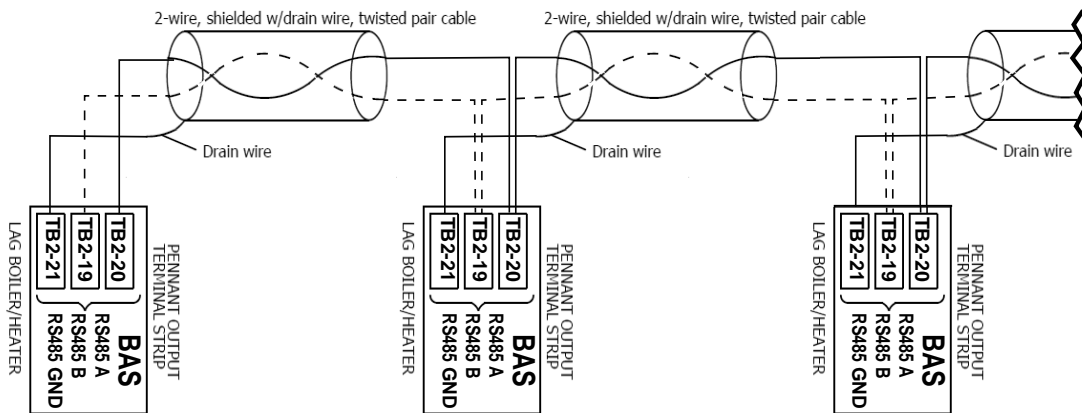 2-wire, shielded w/drain wire, twisted pair cable
2-wire, shielded w/drain wire, twisted pair cable
Drain wire
Drain wire
Drain wire
LAG BOILER/HEATER
TB2-21
TB2-19
TB2-20
RS485 GND
RS485 B
RS485 A
BAS
PENNANT OUTPUT
TERMINAL STRIP
LAG BOILER/HEATER
TB2-21
TB2-19
TB2-20
RS485 GND
RS485 B
RS485 A
BAS
PENNANT OUTPUT
TERMINAL STRIP
LAG BOILER/HEATER
TB2-21
TB2-19
TB2-20
RS485 GND
RS485 B
RS485 A
BAS
PENNANT OUTPUT
TERMINAL STRIP